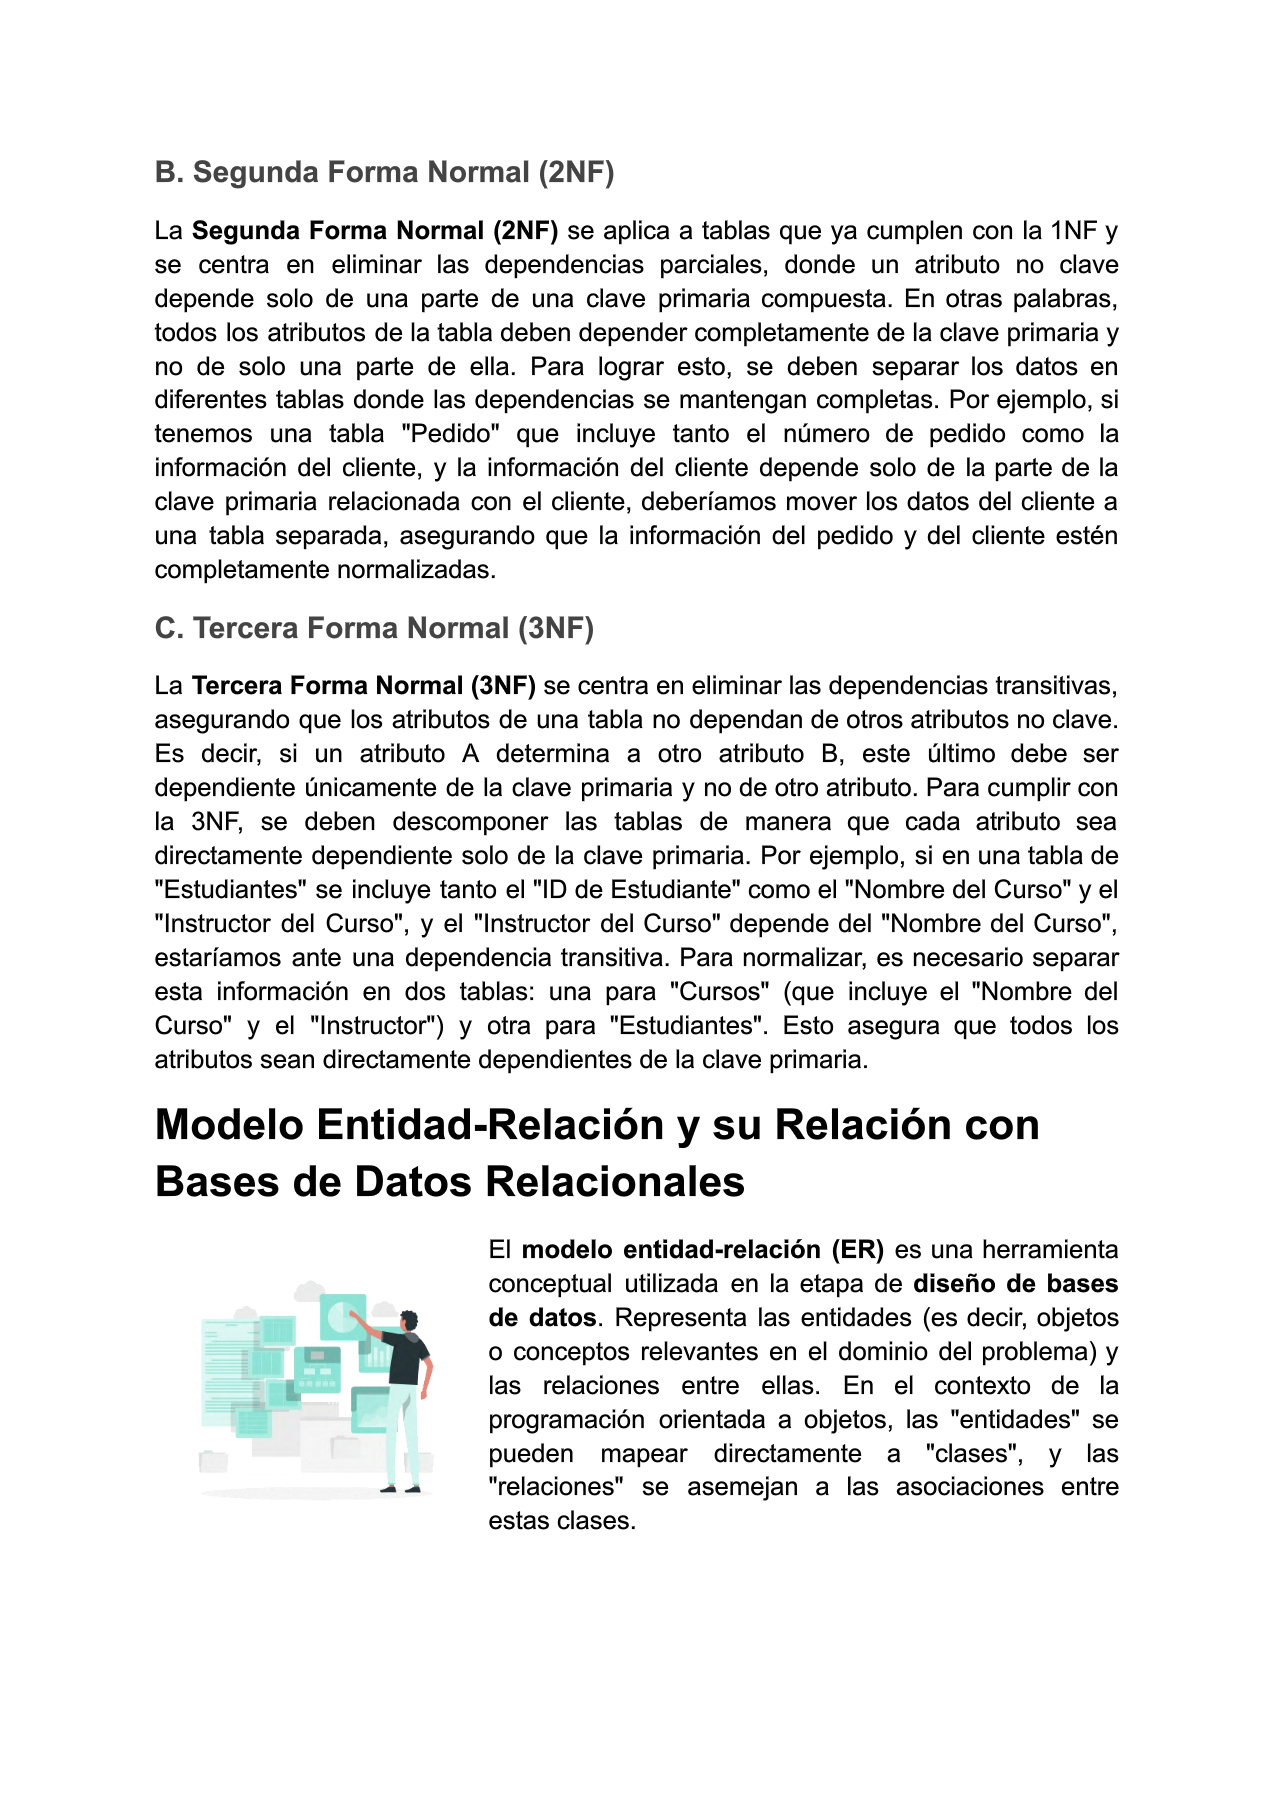 B. Segunda Forma Normal (2NF)
La Segunda Forma Normal (2NF) se aplica a tablas que ya cumplen con la 1NF y
se centra en eliminar las dependencias parciales, donde un atributo no clave
depende solo de una parte de una clave primaria compuesta. En otras palabras,
todos los atributos de la tabla deben depender completamente de la clave primaria y
no de solo una parte de ella. Para lograr esto, se deben separar los datos en
diferentes tablas donde las dependencias se mantengan completas. Por ejemplo, si
tenemos una tabla "Pedido" que incluye tanto el número de pedido como la
información del cliente, y la información del cliente depende solo de la parte de la
clave primaria relacionada con el cliente, deberíamos mover los datos del cliente a
una tabla separada, asegurando que la información del pedido y del cliente estén
completamente normalizadas.
C. Tercera Forma Normal (3NF)
La Tercera Forma Normal (3NF) se centra en eliminar las dependencias transitivas,
asegurando que los atributos de una tabla no dependan de otros atributos no clave.
Es decir, si un atributo A determina a otro atributo B, este último debe ser
dependiente únicamente de la clave primaria y no de otro atributo. Para cumplir con
la 3NF, se deben descomponer las tablas de manera que cada atributo sea
directamente dependiente solo de la clave primaria. Por ejemplo, si en una tabla de
"Estudiantes" se incluye tanto el "ID de Estudiante" como el "Nombre del Curso" y el
"Instructor del Curso", y el "Instructor del Curso" depende del "Nombre del Curso",
estaríamos ante una dependencia transitiva. Para normalizar, es necesario separar
esta información en dos tablas: una para "Cursos" (que incluye el "Nombre del
Curso" y el "Instructor") y otra para "Estudiantes". Esto asegura que todos los
atributos sean directamente dependientes de la clave primaria.
Modelo Entidad-Relación y su Relación con
Bases de Datos Relacionales
El modelo entidad-relación (ER) es una herramienta
conceptual utilizada en la etapa de diseño de bases
de datos. Representa las entidades (es decir, objetos
o conceptos relevantes en el dominio del problema) y
las relaciones entre ellas. En el contexto de la
programación orientada a objetos, las "entidades" se
pueden mapear directamente a "clases", y las
"relaciones" se asemejan a las asociaciones entre
estas clases.